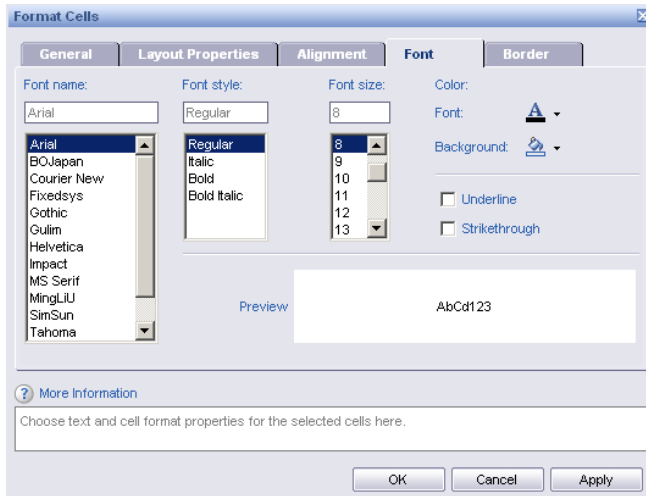 Format Cells
General
Layout Properties
Alignment
Font
Border
Font name:
Arial
Arial
BOJapan
Courier New
Fixedsys
Gothic
Gulim
Helvetica
Impact
MS Serif
MingLiU
SimSun
Tahoma
Font style:
Regular
Regular
Italic
Bold
Bold Italic
Font size:
8
8
9
10
11
12
13
Color:
Font: A
Background:
Underline
Strikethrough
Preview AbCd123
? More Information
Choose text and cell format properties for the selected cells here.
OK Cancel Apply